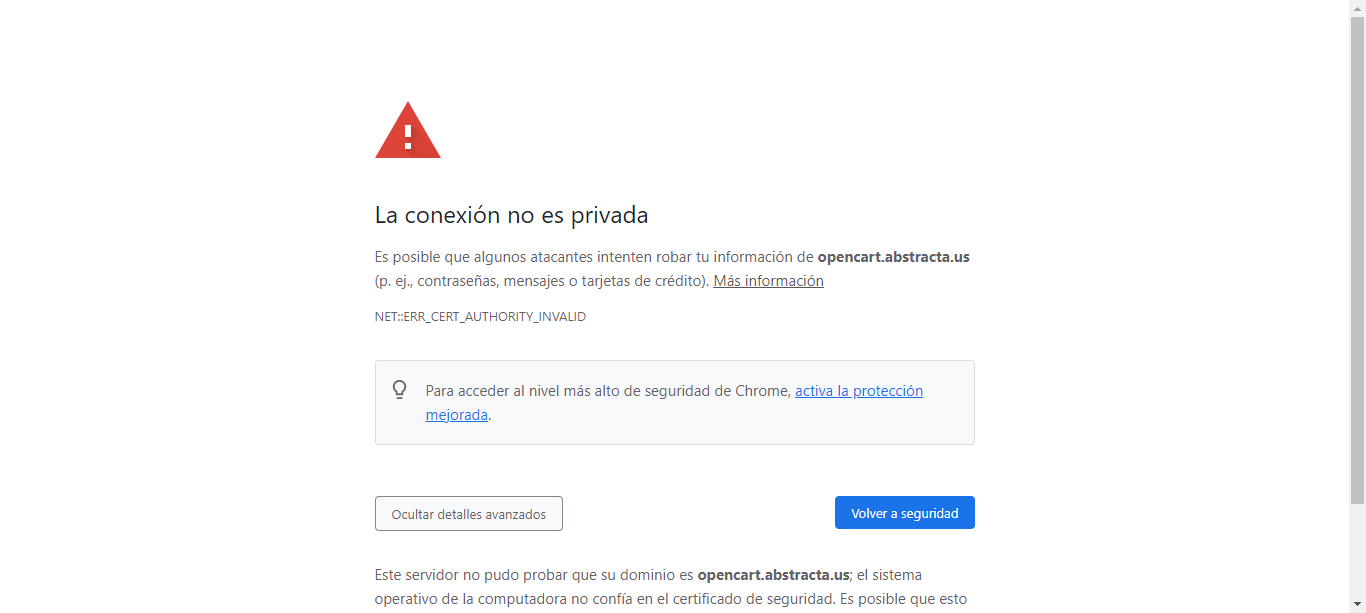 La conexión no es privada
Es posible que algunos atacantes intenten robar tu información de opencart.abstracta.us
(p. ej., contraseñas, mensajes o tarjetas de crédito). Más información
NET::ERR_CERT_AUTHORITY_INVALID
Para acceder al nivel más alto de seguridad de Chrome, activa la protección
mejorada.
Ocultar detalles avanzados
Volver a seguridad
Este servidor no pudo probar que su dominio es opencart.abstracta.us; el sistema
operativo de la computadora no confía en el certificado de seguridad. Es posible que esto